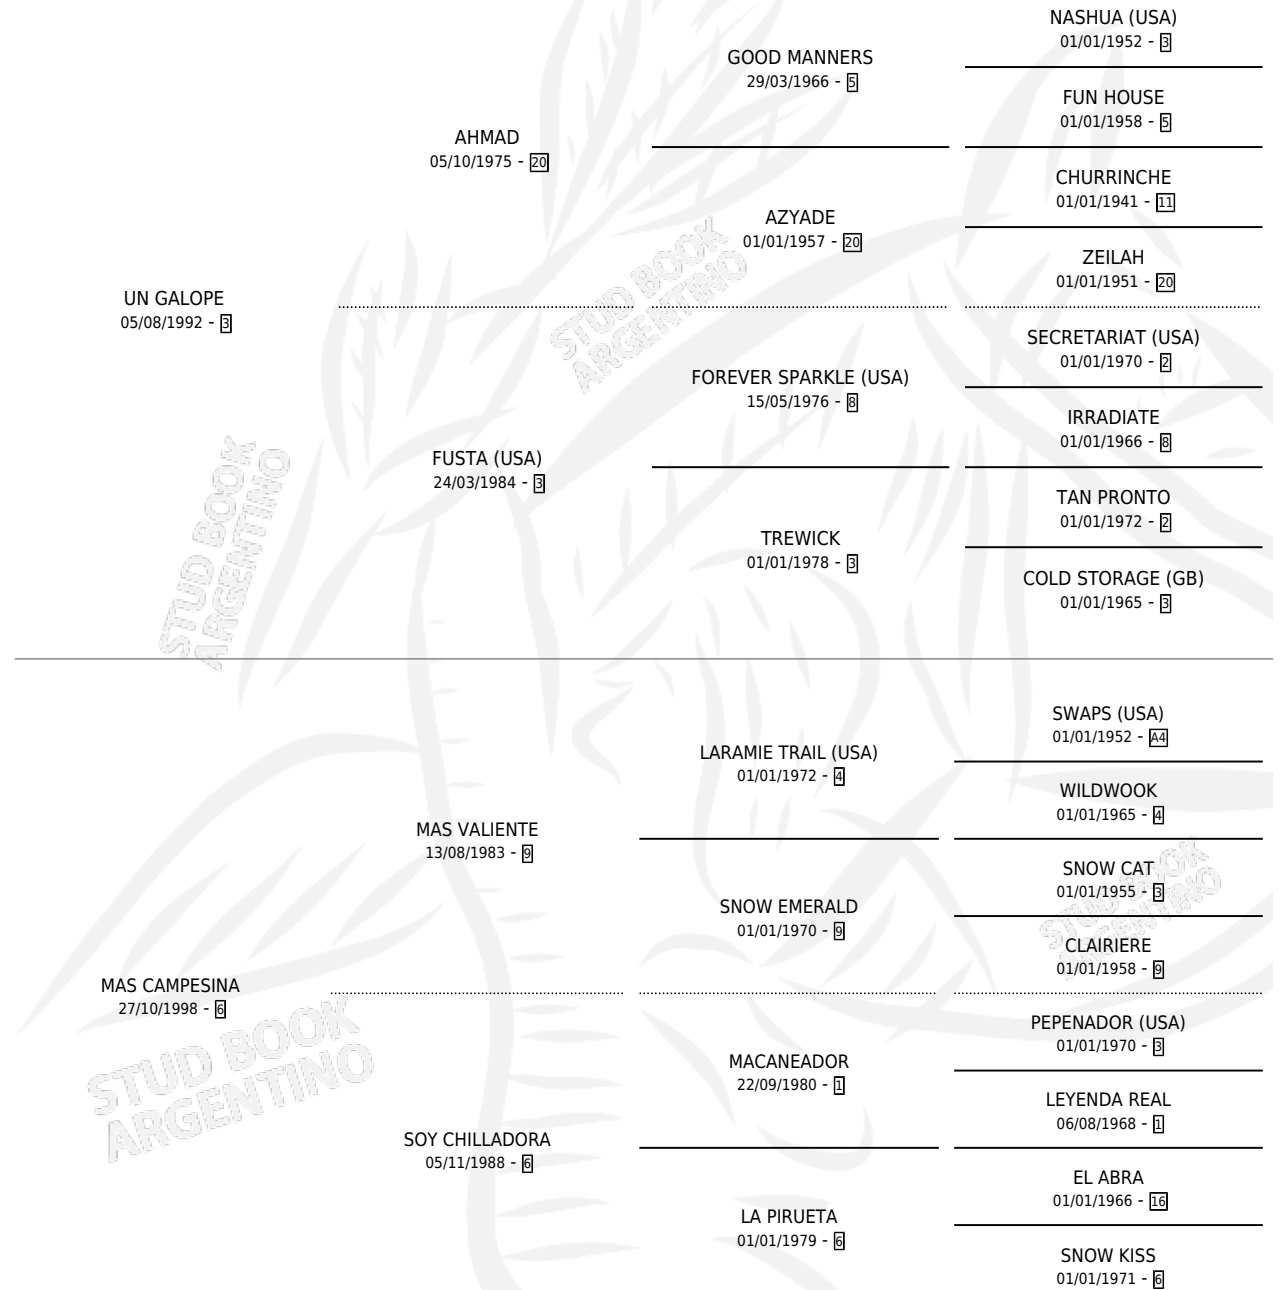 NASHUA (USA)
01/01/1952 - 3
GOOD MANNERS
29/03/1966 - 5
FUN HOUSE
01/01/1958 - 5
AHMAD
05/10/1975 - 20
CHURRINCHE
01/01/1941 - 11
AZYADE
01/01/1957 - 20
ZEILAH
01/01/1951 - 20
UN GALOPE
05/08/1992 - 3
SECRETARIAT (USA)
01/01/1970 - 2
FOREVER SPARKLE (USA)
15/05/1976 - 8
IRRADIATE
01/01/1966 - 8
FUSTA (USA)
24/03/1984 - 3
TAN PRONTO
01/01/1972 - 2
TREWICK
01/01/1978 - 3
COLD STORAGE (GB)
01/01/1965 - 3
SWAPS (USA)
01/01/1952 - A4
LARAMIE TRAIL (USA)
01/01/1972 - 4
WILDWOOK
01/01/1965 - 4
MAS VALIENTE
13/08/1983 - 9
SNOW CAT
01/01/1955 - 3
SNOW EMERALD
01/01/1970 - 9
CLAIRIERE
01/01/1958 - 9
MAS CAMPESINA
27/10/1998 - 6
PEPENADOR (USA)
01/01/1970 - 3
MACANEADOR
22/09/1980 - 1
LEYENDA REAL
06/08/1968 - 1
SOY CHILLADORA
05/11/1988 - 6
EL ABRA
01/01/1966 - 16
LA PIRUETA
01/01/1979 - 6
SNOW KISS
01/01/1971 - 6
STUD BOOK
ARGENTINO
STUD BOOK
ARGENTINO
STUD BOOK
ARGENTINO
STUD BOOK
ARGENTINO